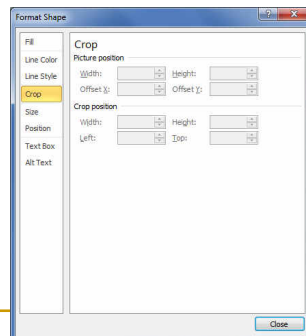 Format Shape
Fill
Line Color
Line Style
Crop
Size
Position
Text Box
Alt Text
Crop
Picture position
Width: Height:
Offset X: Offset Y:
Crop position
Width: Height:
Left: Top:
Close